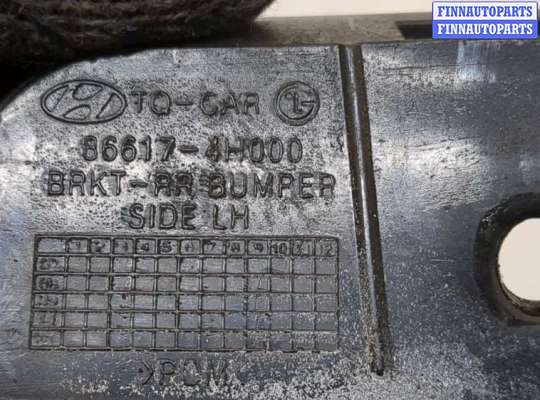 FINNAUTOPARTS
FINNAUTOPARTS
TQ-CAR
86617-4H000
BRKT-RR BUMPER
SIDE LH
1 2 3 4 5 6 7 8 9 10 11 12
>POM<